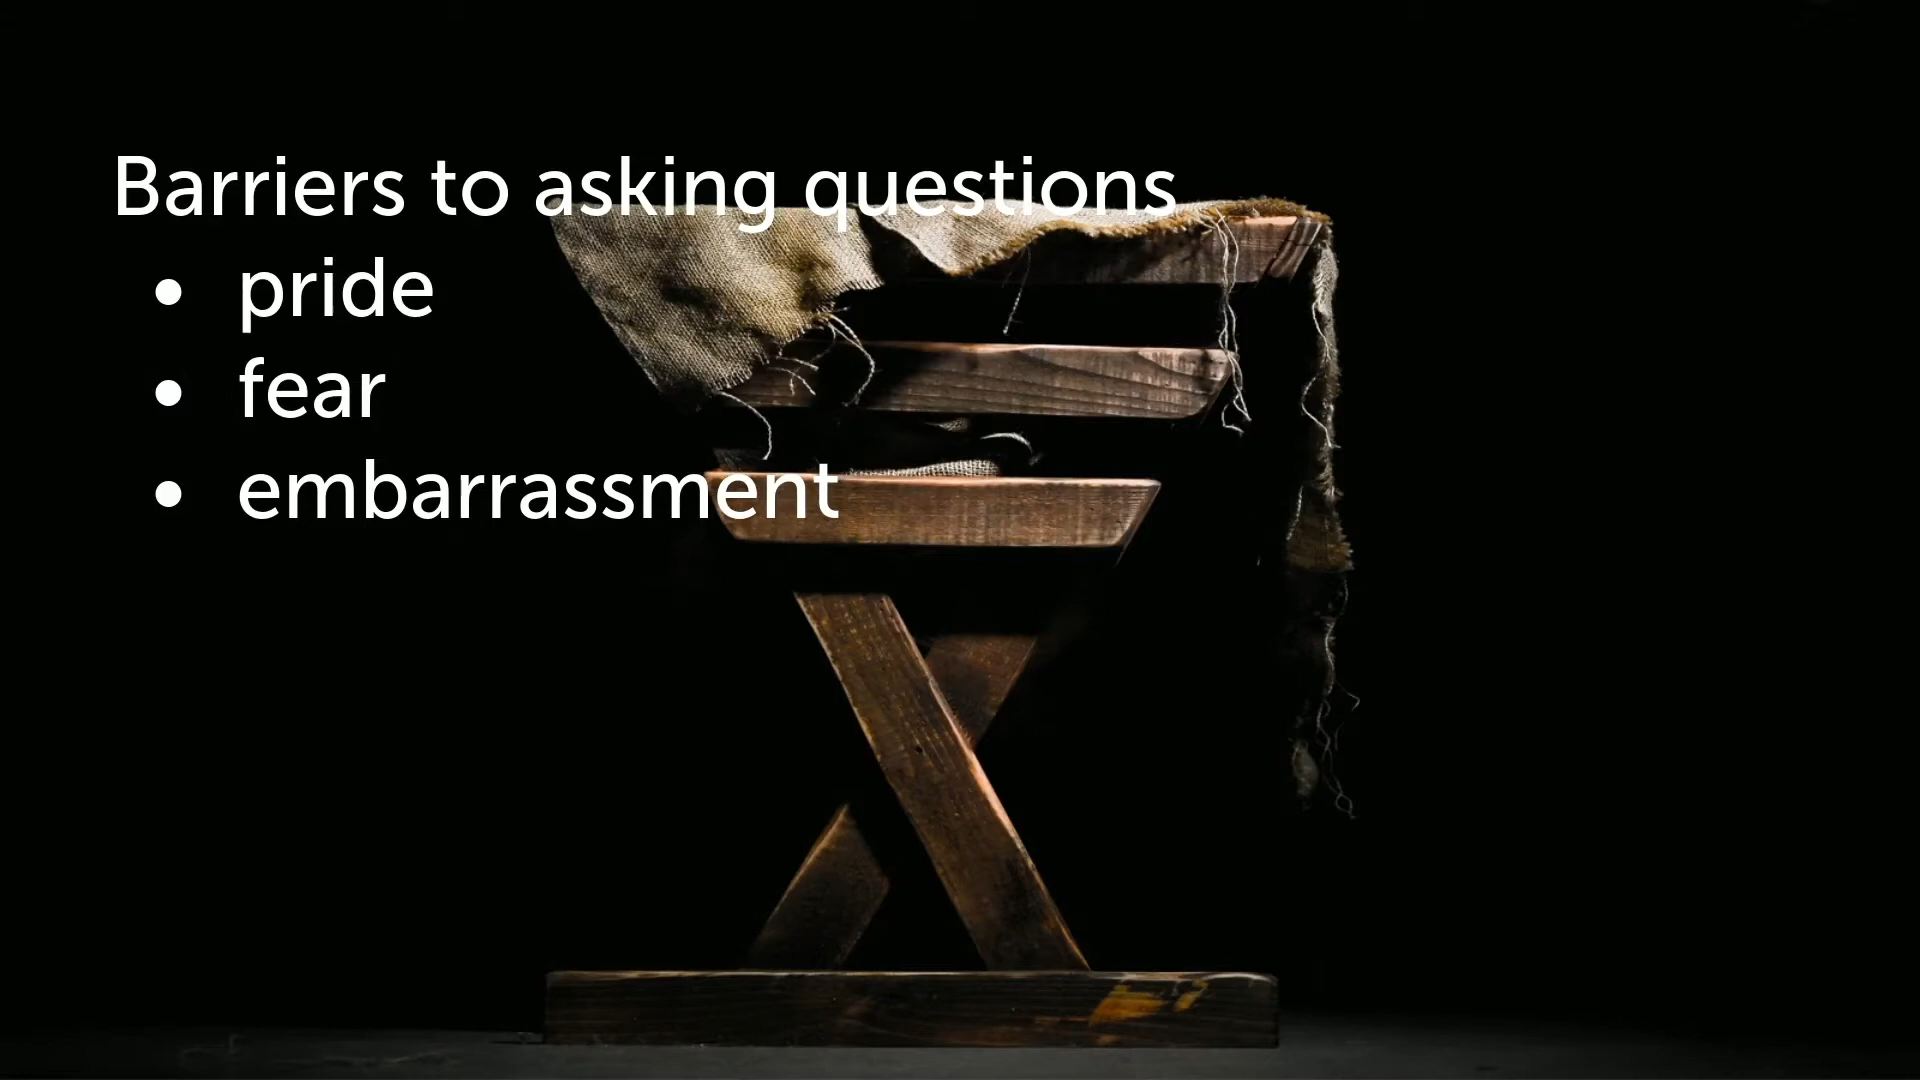 Barriers to asking questions
• pride
• fear
• embarrassment